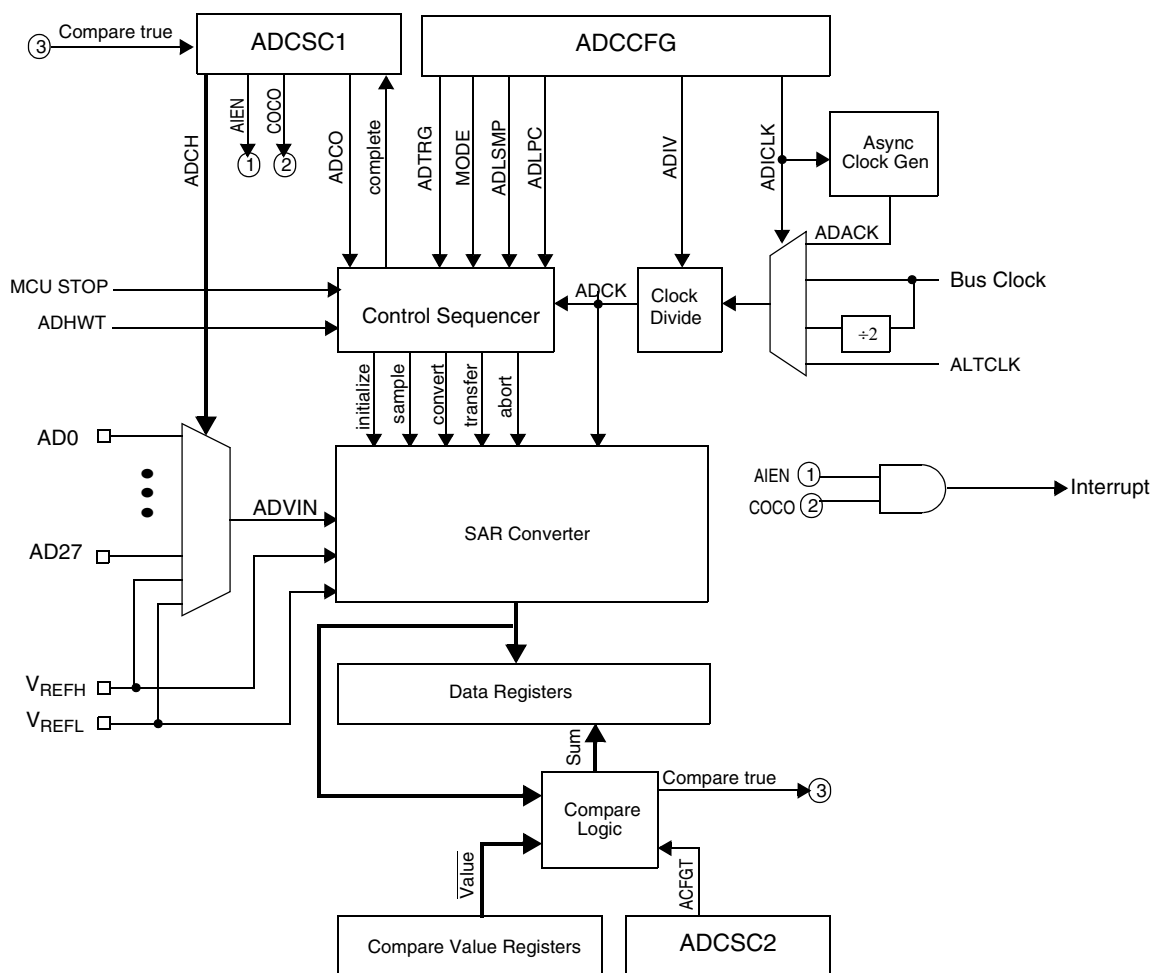 3 Compare true
ADCSC1
ADCCFG
ADCH
AIEN
COCO
1
2
ADCO
complete
ADTRG
MODE
ADLSMP
ADLPC
ADIV
ADICLK
Async
Clock Gen
ADACK
MCU STOP
ADHWT
Control Sequencer
ADCK
Clock
Divide
Bus Clock
÷2
ALTCLK
initialize
sample
convert
transfer
abort
AD0
AD27
ADVIN
SAR Converter
AIEN 1
COCO 2
Interrupt
VREFH
VREFL
Data Registers
Sum
Compare true
3
Compare
Logic
Value
ACFGT
Compare Value Registers
ADCSC2